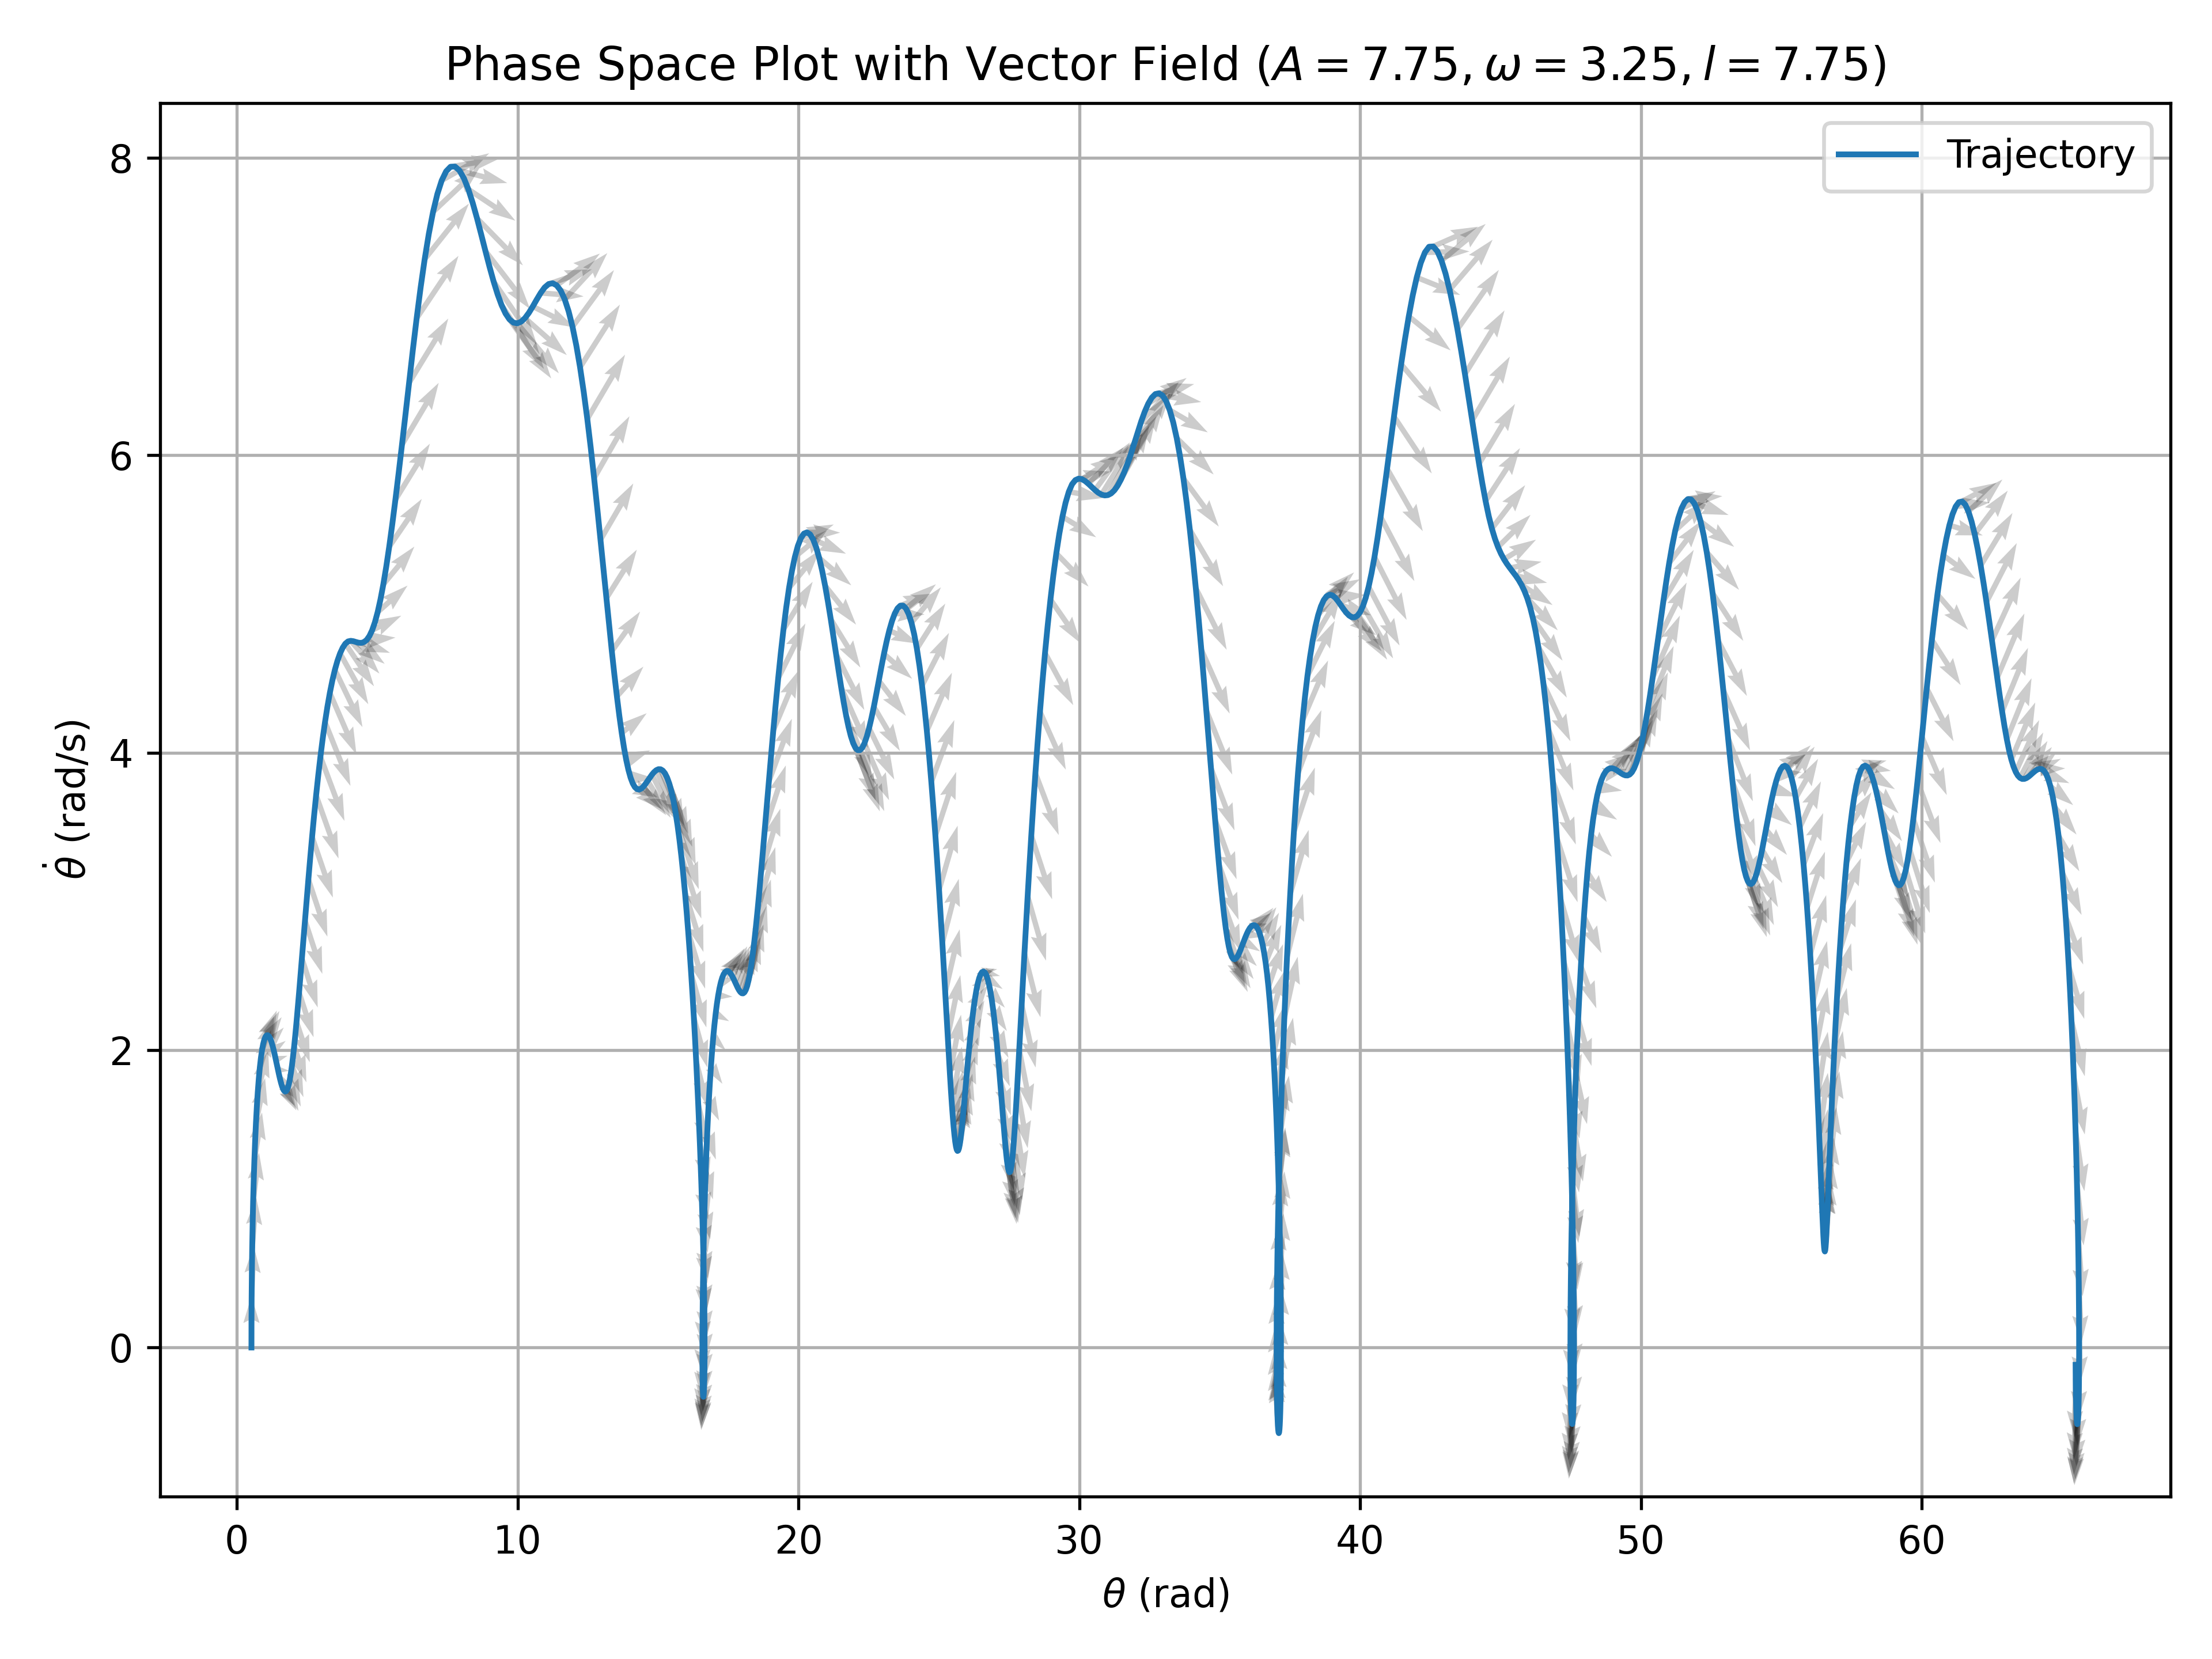 Phase Space Plot with Vector Field (A = 7.75, ω = 3.25, l = 7.75)
Trajectory
8
6
4
2
0
θ̇ (rad/s)
0 10 20 30 40 50 60
θ (rad)